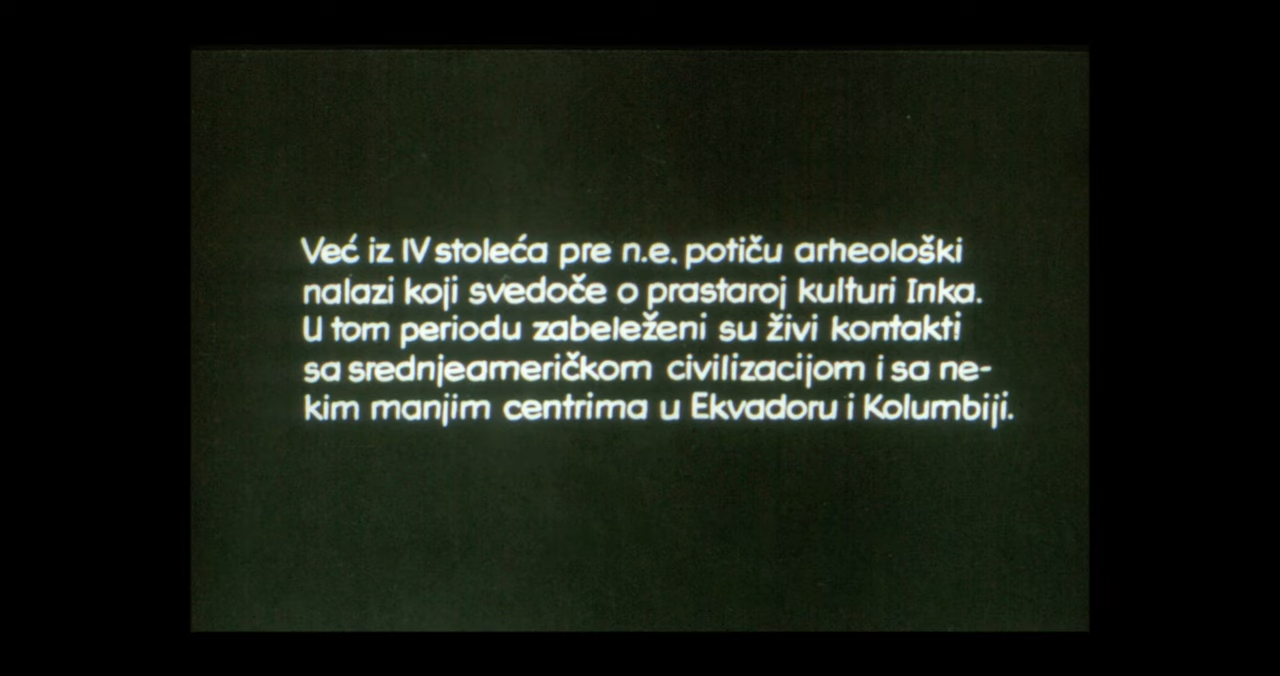 Već iz IV stoleća pre n.e. potiču arheološki
nalazi koji svedoče o prastaroj kulturi Inka.
U tom periodu zabeleženi su živi kontakti
sa srednjeameričkom civilizacijom i sa ne-
kim manjim centrima u Ekvadoru i Kolumbiji.